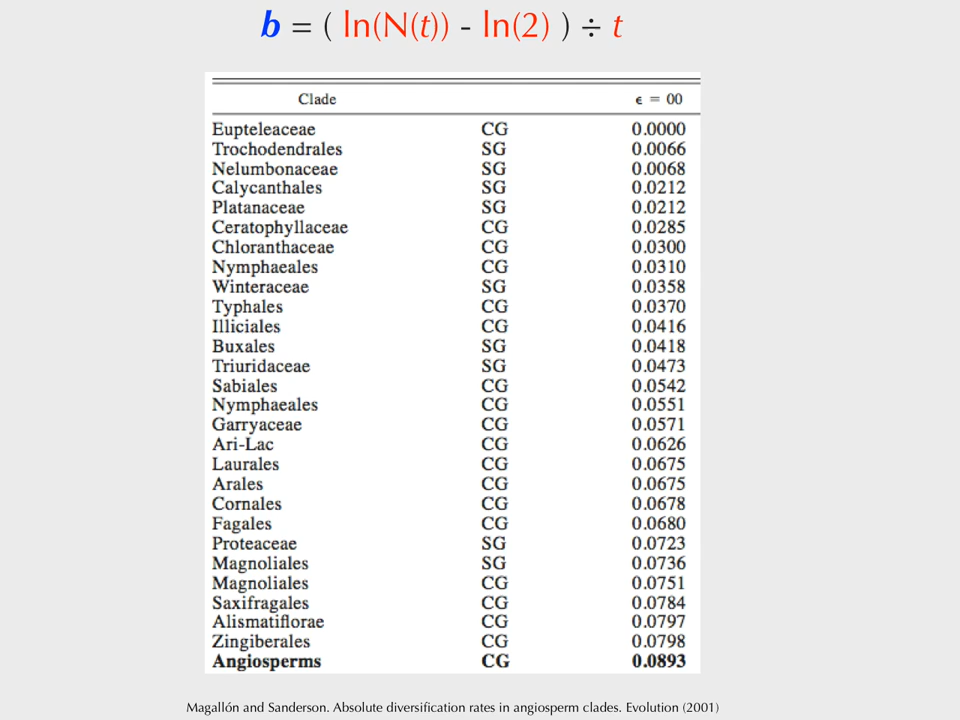 b = ( ln(N(t)) - ln(2) ) ÷ t
Clade ϵ = 00
Eupteleaceae CG 0.0000
Trochodendrales SG 0.0066
Nelumbonaceae SG 0.0068
Calycanthales SG 0.0212
Platanaceae SG 0.0212
Ceratophyllaceae CG 0.0285
Chloranthaceae CG 0.0300
Nymphaeales CG 0.0310
Winteraceae SG 0.0358
Typhales CG 0.0370
Illiciales CG 0.0416
Buxales SG 0.0418
Triuridaceae SG 0.0473
Sabiales CG 0.0542
Nymphaeales CG 0.0551
Garryaceae CG 0.0571
Ari-Lac CG 0.0626
Laurales CG 0.0675
Arales CG 0.0675
Cornales CG 0.0678
Fagales CG 0.0680
Proteaceae SG 0.0723
Magnoliales SG 0.0736
Magnoliales CG 0.0751
Saxifragales CG 0.0784
Alismatiflorae CG 0.0797
Zingiberales CG 0.0798
Angiosperms CG 0.0893
Magallón and Sanderson. Absolute diversification rates in angiosperm clades. Evolution (2001)